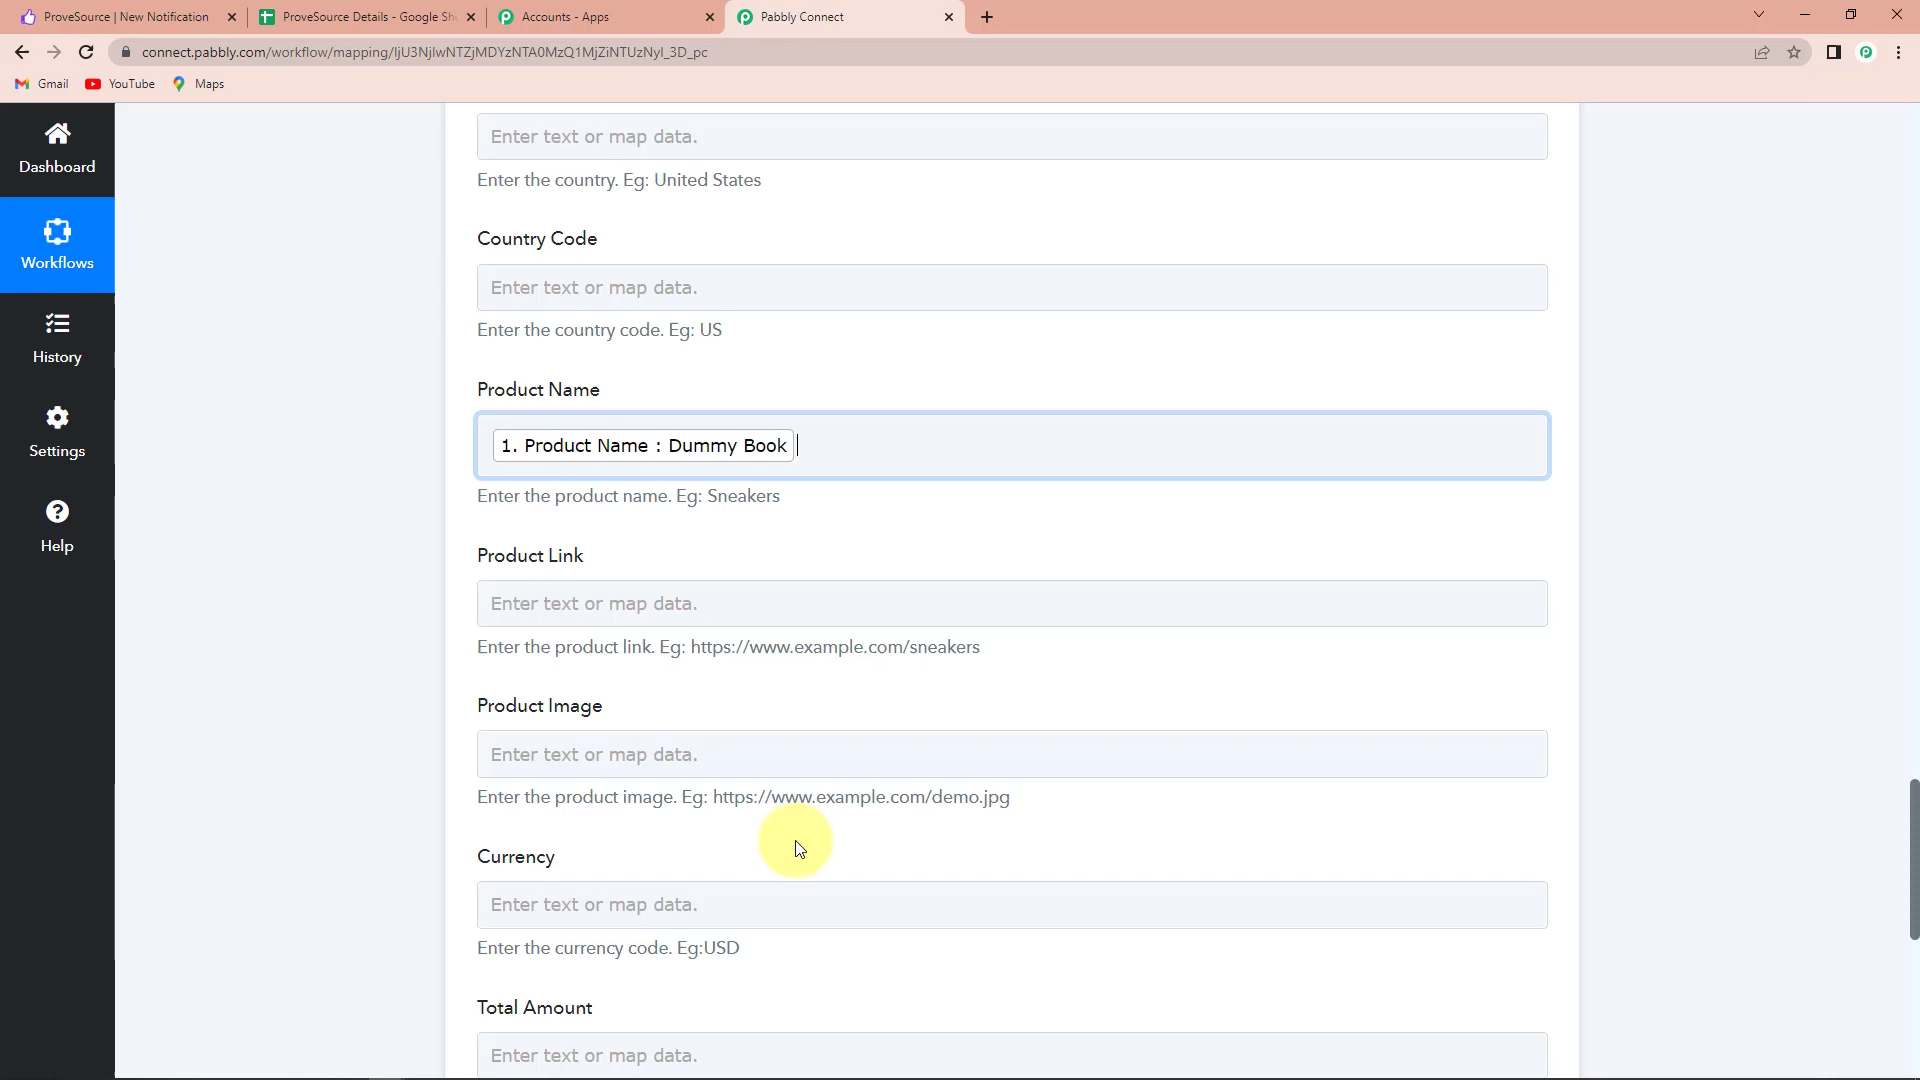 ProveSource | New Notification
ProveSource Details - Google Sh
Accounts - Apps
Pabbly Connect
connect.pabbly.com/workflow/mapping/IjU3NjIwNTZjMDYzNTA0MzQ1MjZiNTUzNyI_3D_pc
Gmail
YouTube
Maps
Dashboard
Workflows
History
Settings
Help
Enter text or map data.
Enter the country. Eg: United States
Country Code
Enter text or map data.
Enter the country code. Eg: US
Product Name
1. Product Name : Dummy Book
Enter the product name. Eg: Sneakers
Product Link
Enter text or map data.
Enter the product link. Eg: https://www.example.com/sneakers
Product Image
Enter text or map data.
Enter the product image. Eg: https://www.example.com/demo.jpg
Currency
Enter text or map data.
Enter the currency code. Eg:USD
Total Amount
Enter text or map data.